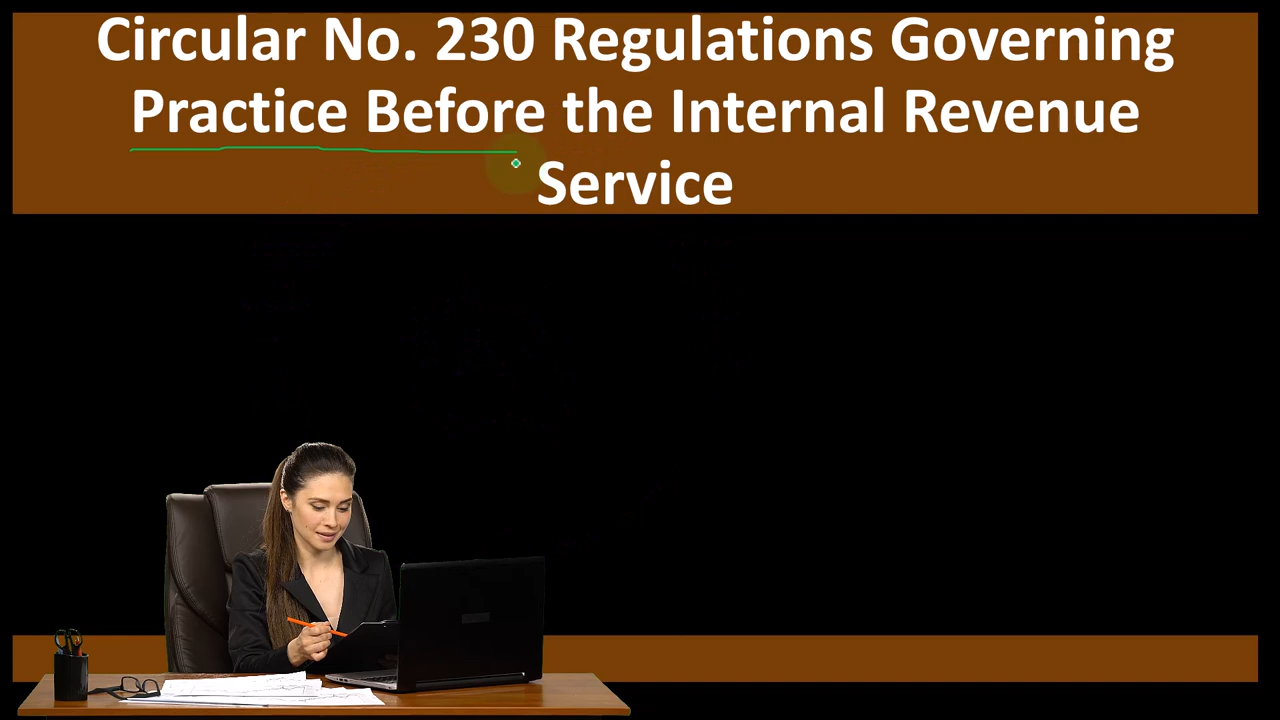 Circular No. 230 Regulations Governing
Practice Before the Internal Revenue
Service